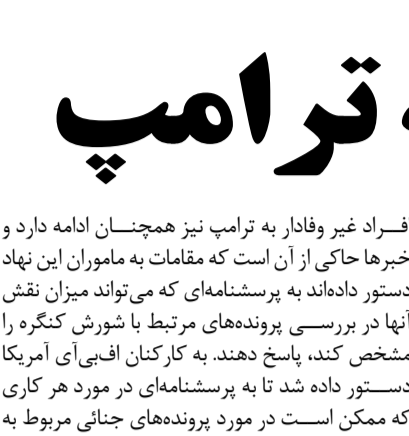 ترامپ
افراد غیر وفادار به ترامپ نیز همچنان ادامه دارد و
خبرها حاکی از آن است که مقامات به ماموران این نهاد
دستور داده‌اند به پرسشنامه‌ای که می‌تواند میزان نقش
آنها در بررسی پرونده‌های مرتبط با شورش کنگره را
مشخص کند، پاسخ دهند. به کارکنان اف‌بی‌آی آمریکا
دستور داده شد تا به پرسشنامه‌ای در مورد هر کاری
که ممکن است در مورد پرونده‌های جنائی مربوط به